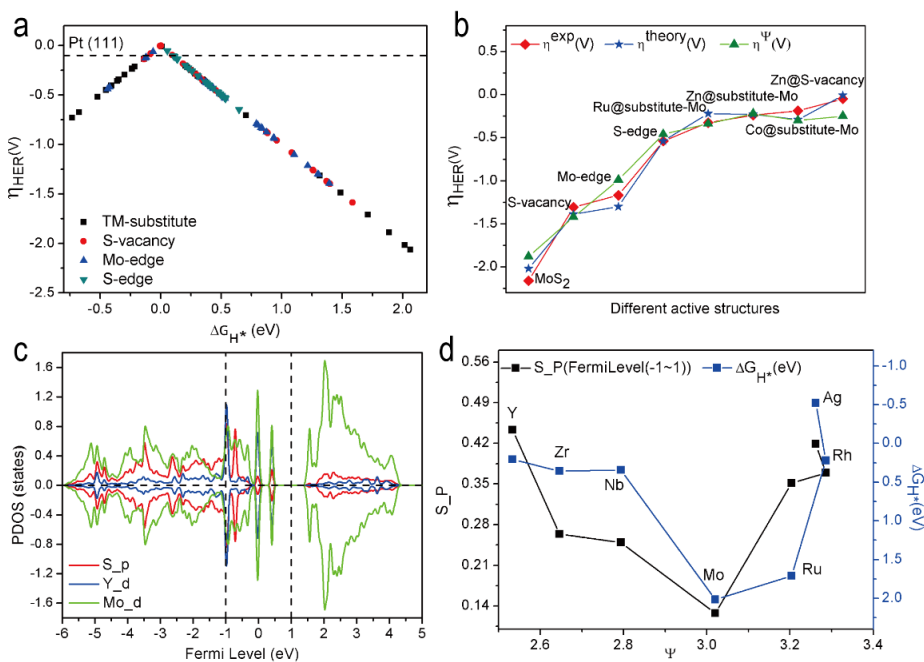 a
Pt (111)
0.0
-0.5
-1.0
-1.5
-2.0
-2.5
ηHER(V)
TM-substitute
S-vacancy
Mo-edge
S-edge
-0.5 0.0 0.5 1.0 1.5 2.0
ΔGH*(eV)
b
0.5
0.0
-0.5
-1.0
-1.5
-2.0
ηHER(V)
η^exp(V) η^theory(V) η^Ψ(V)
Zn@S-vacancy
Zn@substitute-Mo
Ru@substitute-Mo
S-edge
Co@substitute-Mo
Mo-edge
S-vacancy
MoS2
Different active structures
c
1.6
1.2
0.8
0.4
0.0
-0.4
-0.8
-1.2
-1.6
PDOS (states)
S_p
Y_d
Mo_d
-6 -5 -4 -3 -2 -1 0 1 2 3 4 5
Fermi Level (eV)
d
0.56
0.49
0.42
0.35
0.28
0.21
0.14
S_P
S_P(FermiLevel(-1~1)) ΔGH*(eV)
Y
Zr
Nb
Mo
Ru
Rh
Ag
-1.0
-0.5
0.0
0.5
1.0
1.5
2.0
ΔGH*(eV)
2.6 2.8 3.0 3.2 3.4
Ψ